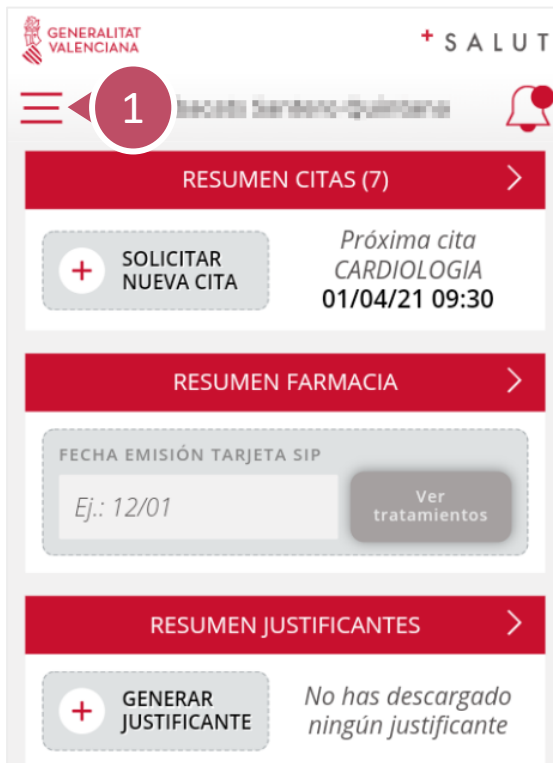 GENERALITAT
VALENCIANA
+SALUT
1
RESUMEN CITAS (7)
SOLICITAR
NUEVA CITA
Próxima cita
CARDIOLOGIA
01/04/21 09:30
RESUMEN FARMACIA
FECHA EMISIÓN TARJETA SIP
Ej.: 12/01
Ver
tratamientos
RESUMEN JUSTIFICANTES
GENERAR
JUSTIFICANTE
No has descargado
ningún justificante